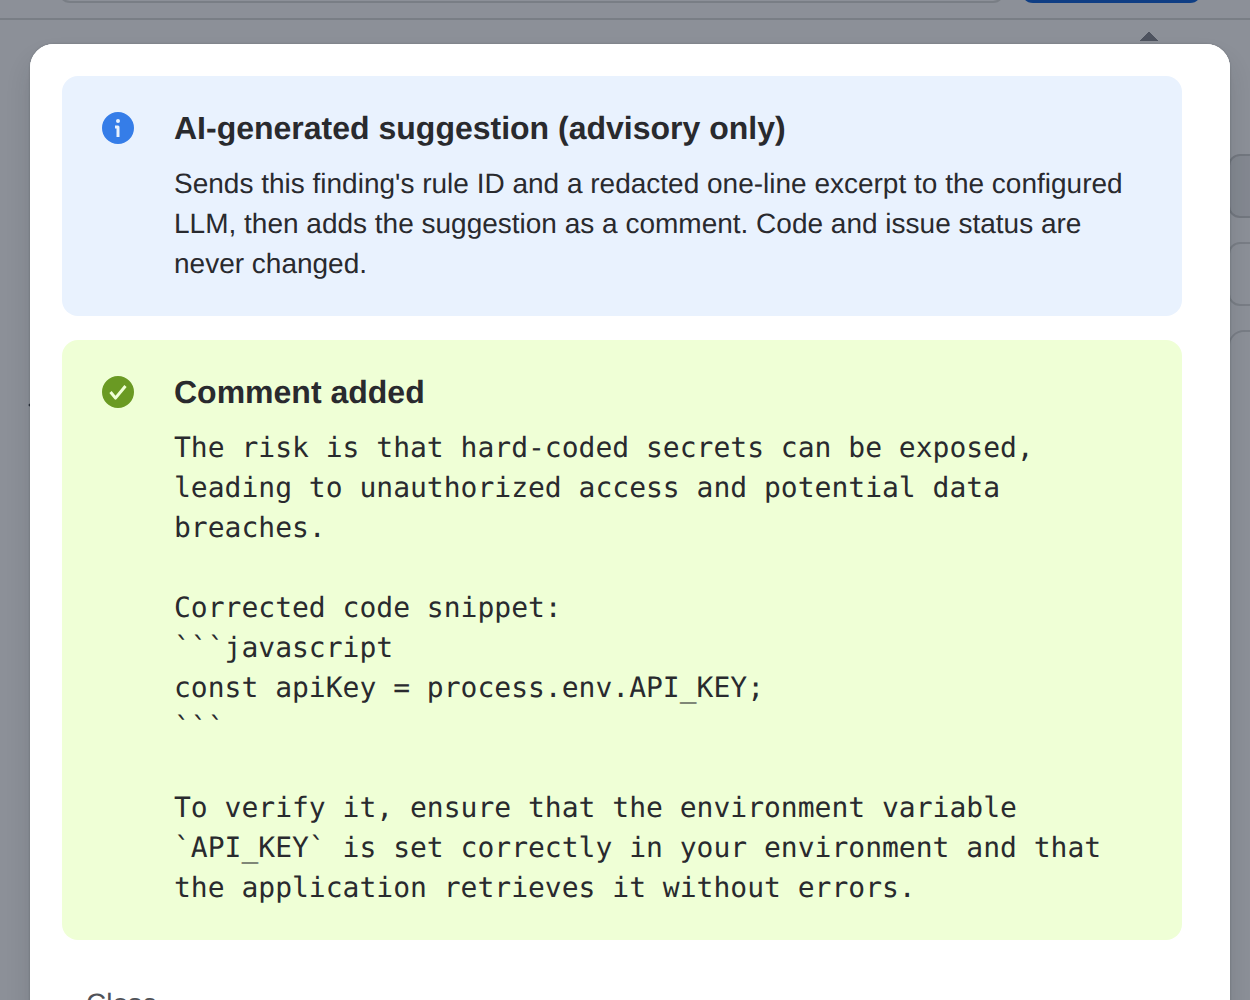 AI-generated suggestion (advisory only)
Sends this finding's rule ID and a redacted one-line excerpt to the configured
LLM, then adds the suggestion as a comment. Code and issue status are
never changed.
Comment added
The risk is that hard-coded secrets can be exposed,
leading to unauthorized access and potential data
breaches.
Corrected code snippet:
```javascript
const apiKey = process.env.API_KEY;
```
To verify it, ensure that the environment variable
`API_KEY` is set correctly in your environment and that
the application retrieves it without errors.
Close